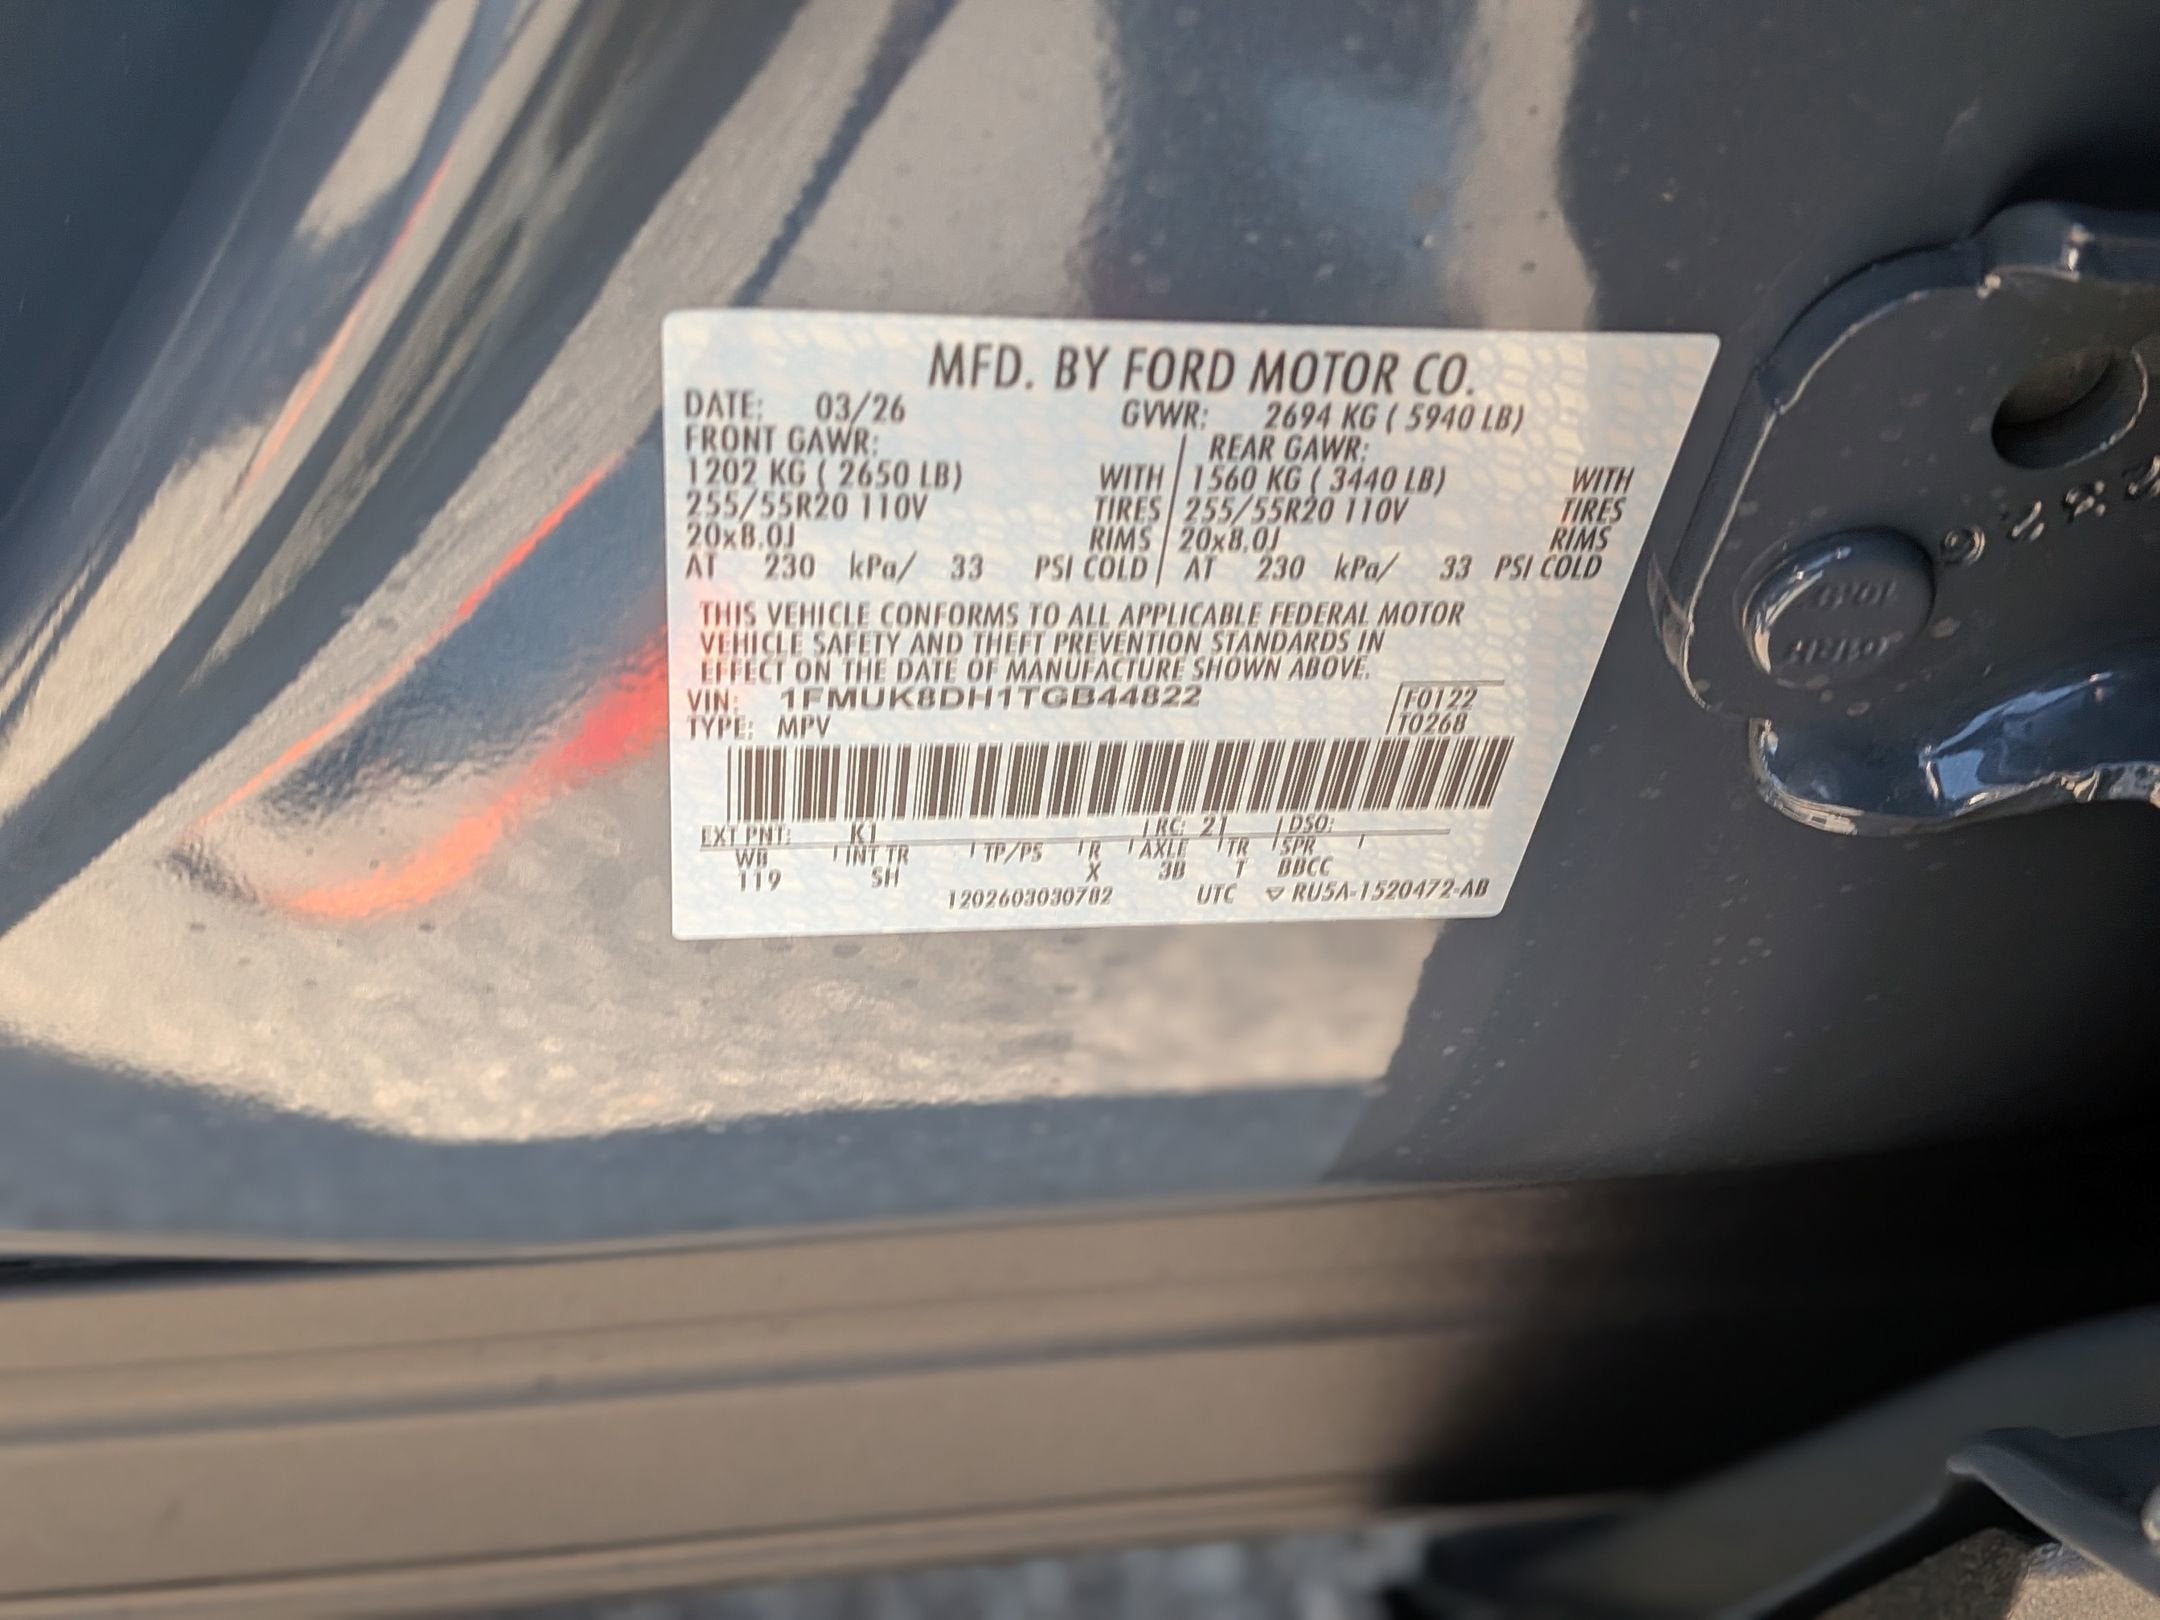 MFD. BY FORD MOTOR CO.
DATE: 03/26 GVWR: 2694 KG ( 5940 LB)
FRONT GAWR: REAR GAWR:
1202 KG ( 2650 LB) WITH 1560 KG ( 3440 LB) WITH
255/55R20 110V TIRES 255/55R20 110V TIRES
20x8.0J RIMS 20x8.0J RIMS
AT 230 kPa/ 33 PSI COLD AT 230 kPa/ 33 PSI COLD
THIS VEHICLE CONFORMS TO ALL APPLICABLE FEDERAL MOTOR
VEHICLE SAFETY AND THEFT PREVENTION STANDARDS IN
EFFECT ON THE DATE OF MANUFACTURE SHOWN ABOVE.
VIN: 1FMUK8DH1TGB44822 F0122
TYPE: MPV T0268
EXT PNT: K1 RC: 21 DSO:
WB INT TR TP/PS R AXLE TR SPR
119 SH X 3B T BBCC
1202603030782 UTC ▽ RU5A-1520472-AB